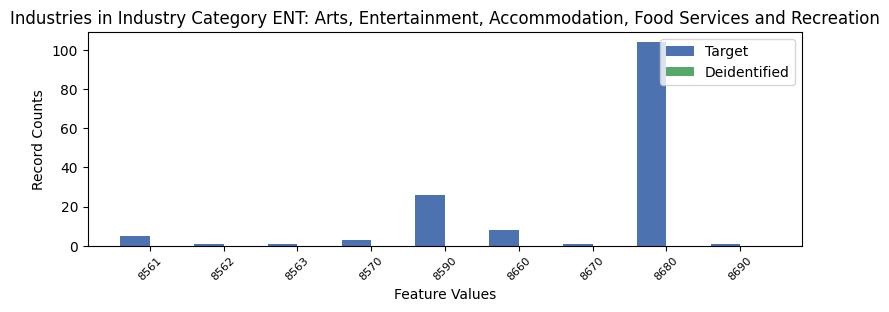 Industries in Industry Category ENT: Arts, Entertainment, Accommodation, Food Services and Recreation
Target
Deidentified
Record Counts
100
80
60
40
20
0
8561 8562 8563 8570 8590 8660 8670 8680 8690
Feature Values